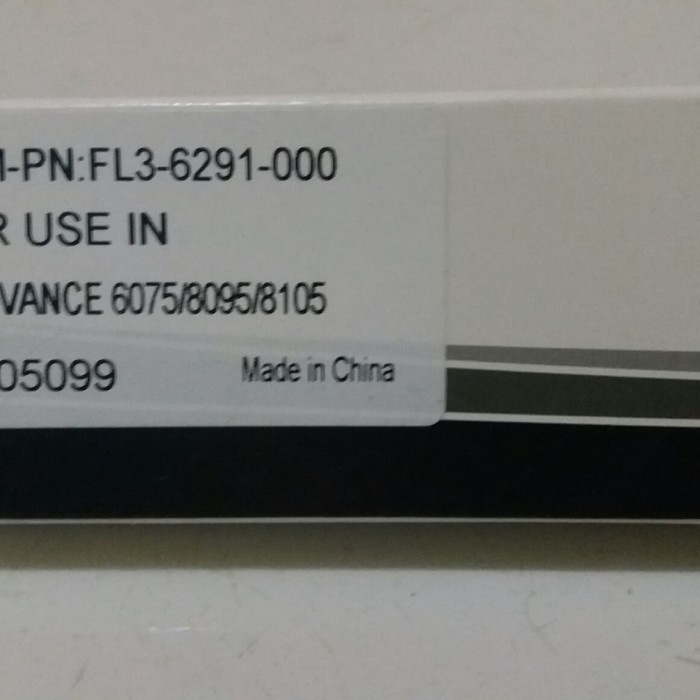 -PN:FL3-6291-000
R USE IN
VANCE 6075/8095/8105
05099 Made in China